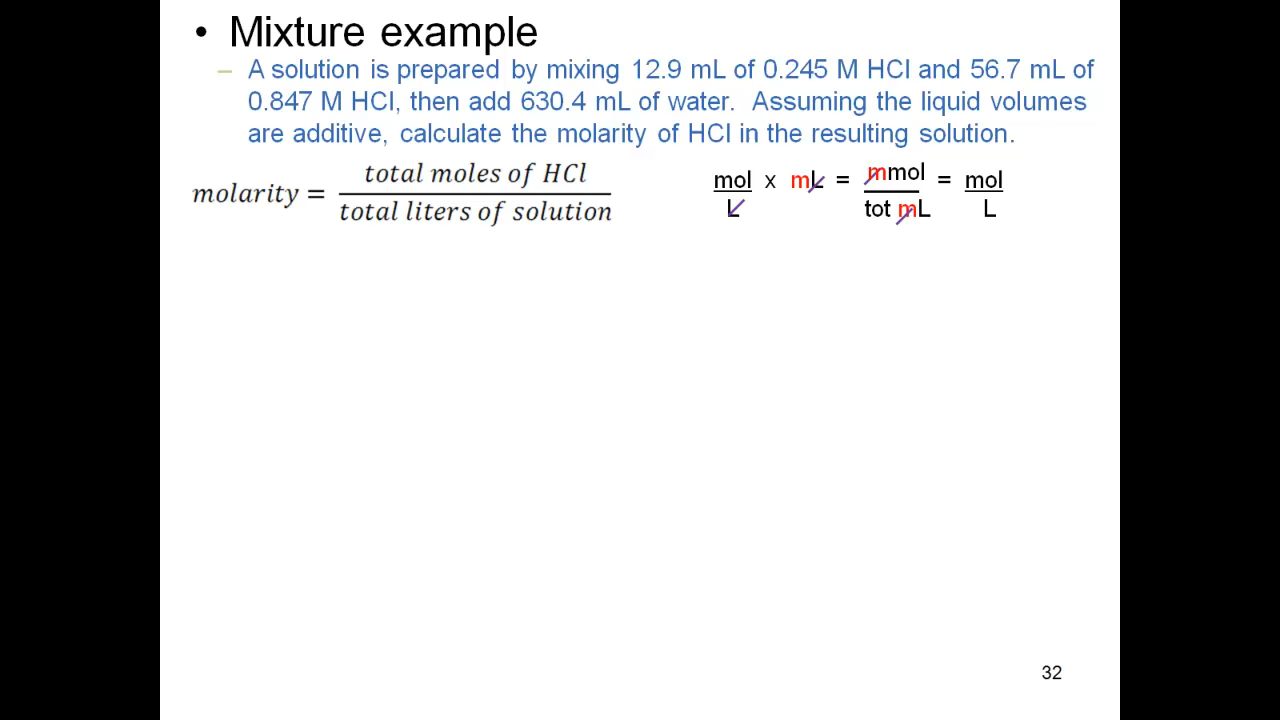 • Mixture example
– A solution is prepared by mixing 12.9 mL of 0.245 M HCl and 56.7 mL of
0.847 M HCl, then add 630.4 mL of water.  Assuming the liquid volumes
are additive, calculate the molarity of HCl in the resulting solution.
molarity = total moles of HCl / total liters of solution
mol / L x mL = mmol / tot mL = mol / L
32